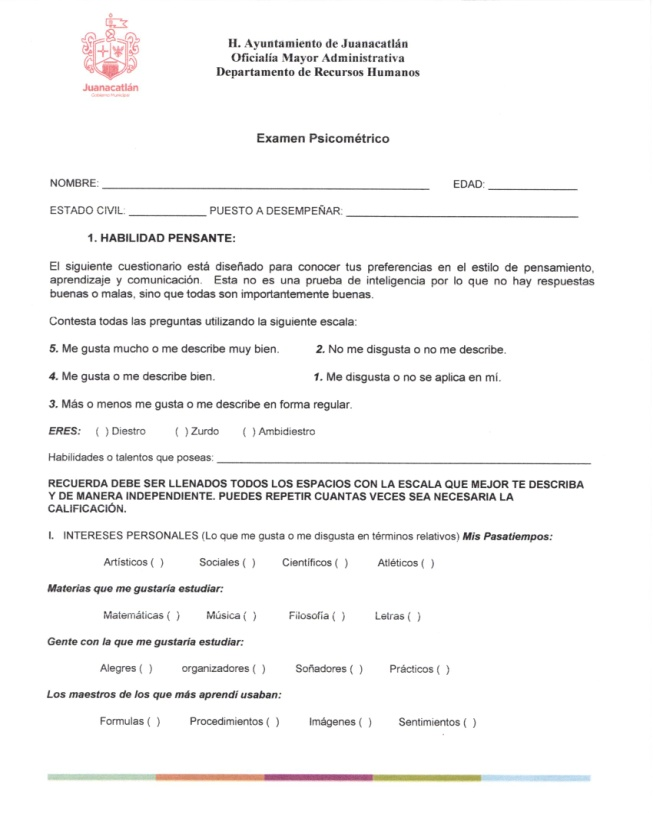 Juanacatlán
H. Ayuntamiento de Juanacatlán
Oficialía Mayor Administrativa
Departamento de Recursos Humanos
Examen Psicométrico
NOMBRE: ____________ EDAD: ____________
ESTADO CIVIL: ____________ PUESTO A DESEMPEÑAR: ____________
1. HABILIDAD PENSANTE:
El siguiente cuestionario está diseñado para conocer tus preferencias en el estilo de pensamiento,
aprendizaje y comunicación. Esta no es una prueba de inteligencia por lo que no hay respuestas
buenas o malas, sino que todas son importantemente buenas.
Contesta todas las preguntas utilizando la siguiente escala:
5. Me gusta mucho o me describe muy bien. 2. No me disgusta o no me describe.
4. Me gusta o me describe bien. 1. Me disgusta o no se aplica en mí.
3. Más o menos me gusta o me describe en forma regular.
ERES: ( ) Diestro ( ) Zurdo ( ) Ambidiestro
Habilidades o talentos que poseas: ____________
RECUERDA DEBE SER LLENADOS TODOS LOS ESPACIOS CON LA ESCALA QUE MEJOR TE DESCRIBA
Y DE MANERA INDEPENDIENTE. PUEDES REPETIR CUANTAS VECES SEA NECESARIA LA
CALIFICACIÓN.
I. INTERESES PERSONALES (Lo que me gusta o me disgusta en términos relativos) Mis Pasatiempos:
Artísticos ( ) Sociales ( ) Científicos ( ) Atléticos ( )
Materias que me gustaría estudiar:
Matemáticas ( ) Música ( ) Filosofía ( ) Letras ( )
Gente con la que me gustaría estudiar:
Alegres ( ) organizadores ( ) Soñadores ( ) Prácticos ( )
Los maestros de los que más aprendí usaban:
Formulas ( ) Procedimientos ( ) Imágenes ( ) Sentimientos ( )